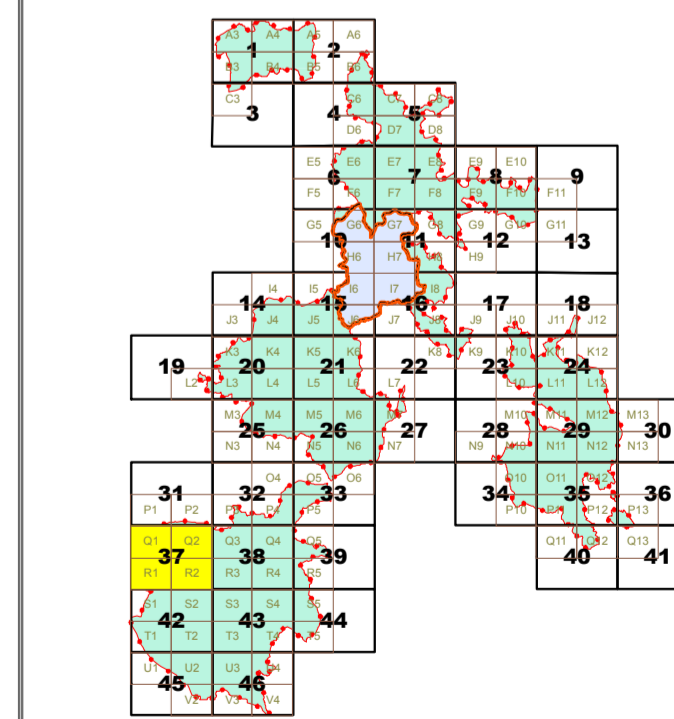 A3 A4 A5 A6
1 2
B3 B4 B5 B6
C3 C6 C7 C8
3 4 5
D6 D7 D8
E5 E6 E7 E8 E9 E10
6 7 8 9
F5 F6 F7 F8 F9 F10 F11
G5 G6 G7 G8 G9 G10 G11
10 11 12 13
H6 H7 H8 H9
I4 I5 I6 I7 I8
14 15 16 17 18
J3 J4 J5 J6 J7 J8 J9 J10 J11 J12
K3 K4 K5 K6 K8 K9 K10 K11 K12
19 20 21 22 23 24
L2 L3 L4 L5 L6 L7 L10 L11 L12
M3 M4 M5 M6 M10 M11 M12 M13
25 26 27 28 29 30
N3 N4 N5 N6 N7 N9 N10 N11 N12 N13
O4 O5 O6 O10 O11 O12
31 32 33 34 35 36
P1 P2 P3 P4 P5 P10 P11 P12 P13
Q1 Q2 Q3 Q4 Q5 Q11 Q12 Q13
37 38 39 40 41
R1 R2 R3 R4 R5
S1 S2 S3 S4 S5
42 43 44
T1 T2 T3 T4 T5
U1 U2 U3 U4
45 46
V2 V3 V4